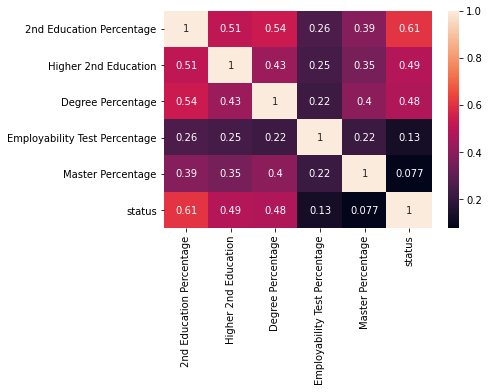 2nd Education Percentage 1 0.51 0.54 0.26 0.39 0.61
Higher 2nd Education 0.51 1 0.43 0.25 0.35 0.49
Degree Percentage 0.54 0.43 1 0.22 0.4 0.48
Employability Test Percentage 0.26 0.25 0.22 1 0.22 0.13
Master Percentage 0.39 0.35 0.4 0.22 1 0.077
status 0.61 0.49 0.48 0.13 0.077 1
2nd Education Percentage
Higher 2nd Education
Degree Percentage
Employability Test Percentage
Master Percentage
status
1.0
0.8
0.6
0.4
0.2